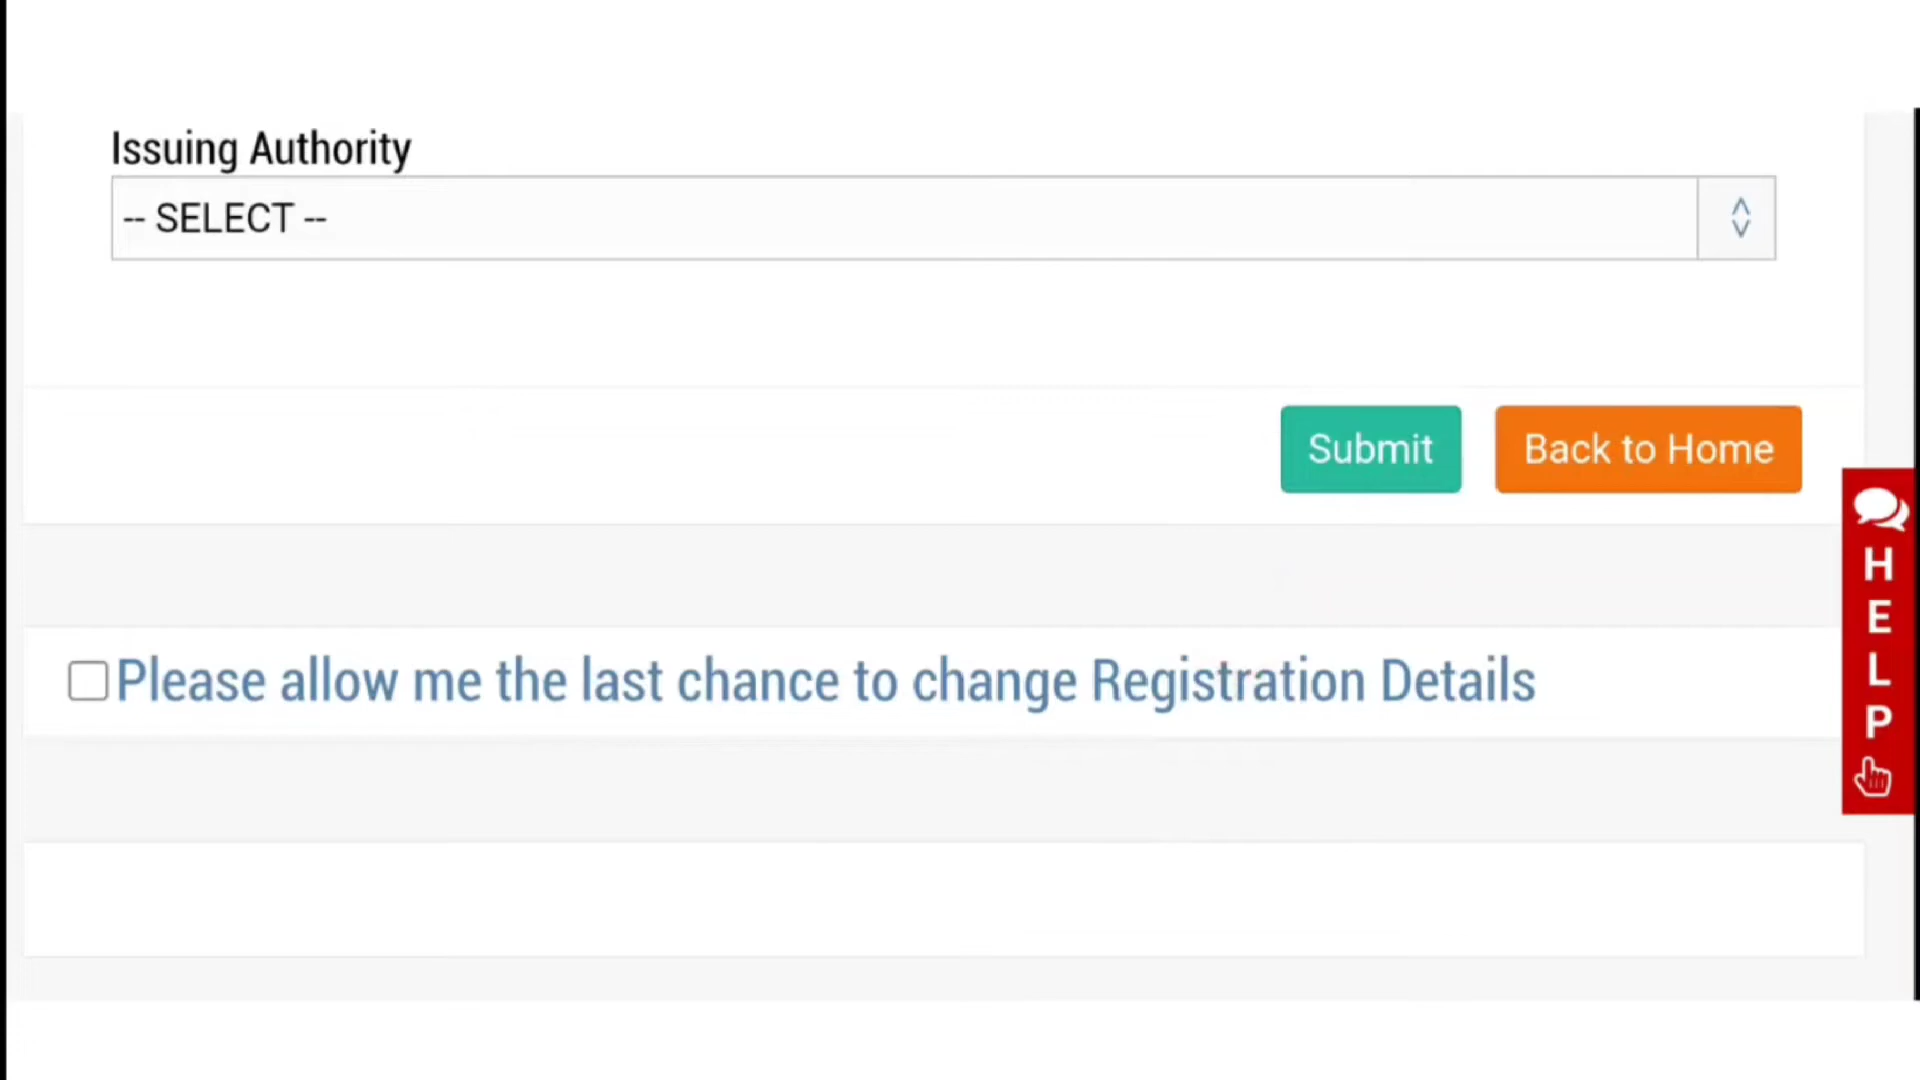 Issuing Authority
-- SELECT --
Submit
Back to Home
HELP
Please allow me the last chance to change Registration Details